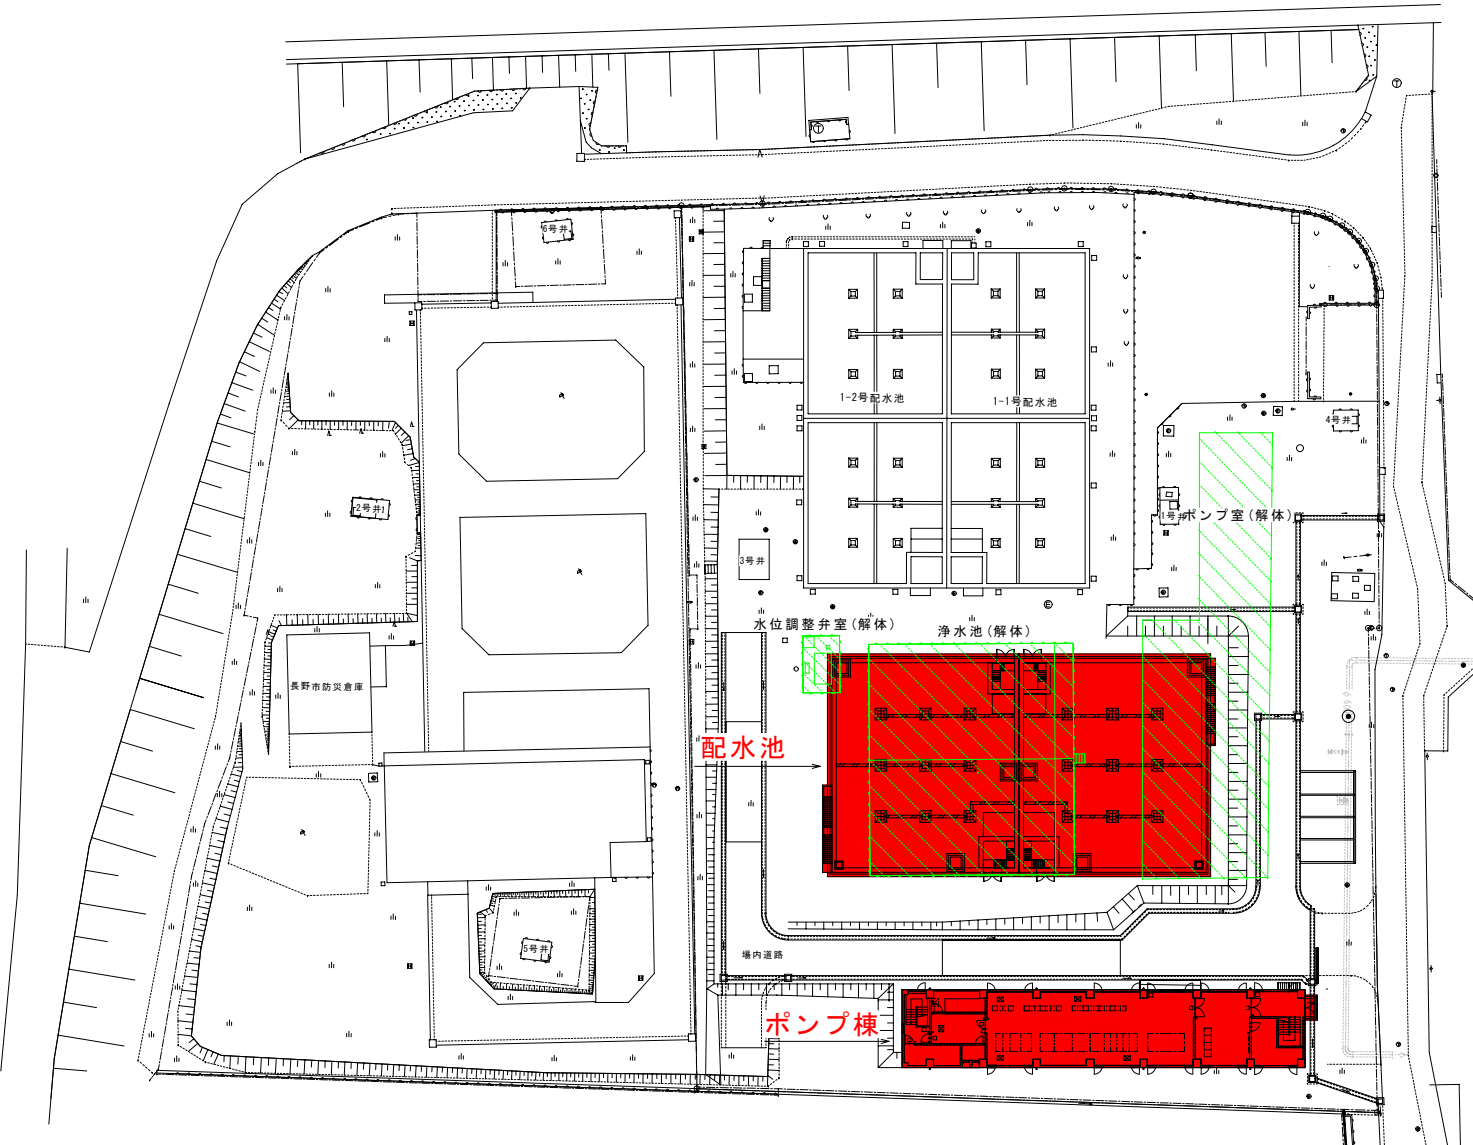 6号井
1-2号配水池
1-1号配水池
4号井
2号井
1号井
ポンプ室(解体)
3号井
水位調整弁室(解体)
浄水池(解体)
長野市防災倉庫
配水池
5号井
場内道路
ポンプ棟